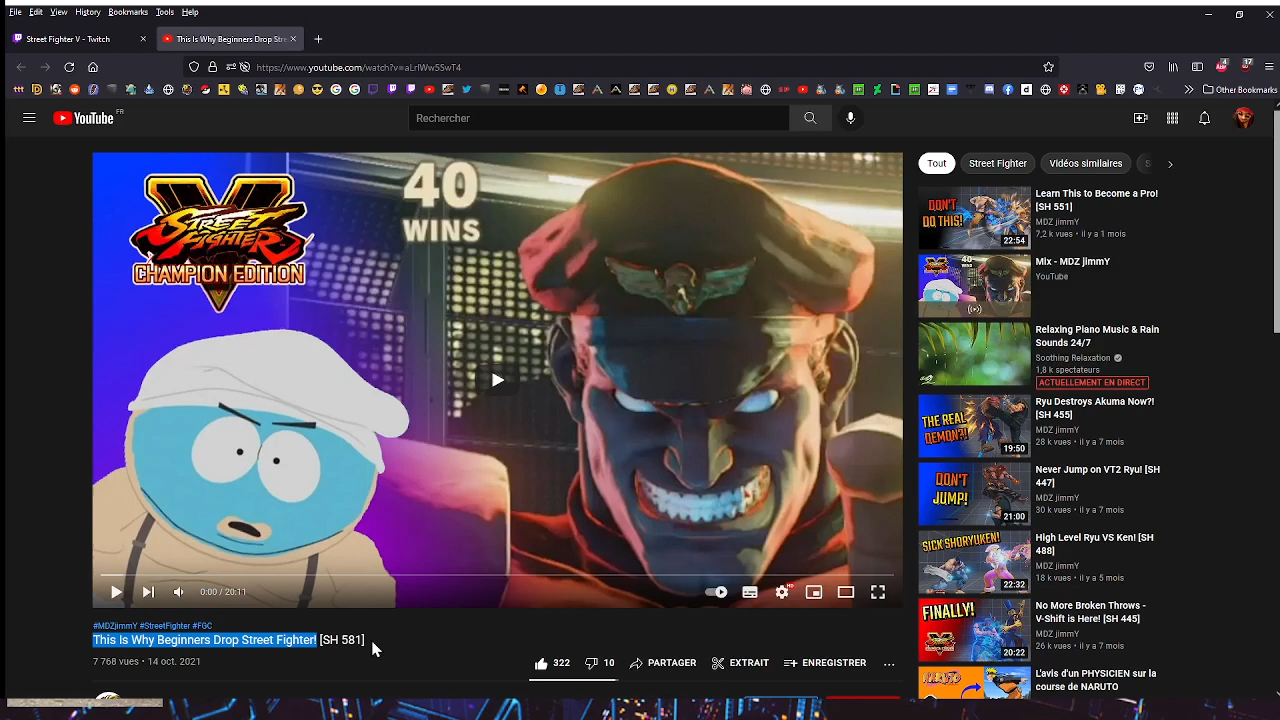 File Edit View History Bookmarks Tools Help
Street Fighter V - Twitch
This Is Why Beginners Drop Stre
https://www.youtube.com/watch?v=aLrIWw5SwT4
Other Bookmarks
YouTube FR
Rechercher
V
STREET FIGHTER
CHAMPION EDITION
40
WINS
0:00 / 20:11
#MDZjimmY #StreetFighter #FGC
This Is Why Beginners Drop Street Fighter! [SH 581]
7 768 vues • 14 oct. 2021
322
10
PARTAGER
EXTRAIT
ENREGISTRER
Tout
Street Fighter
Vidéos similaires
DON'T DO THIS!
22:54
Learn This to Become a Pro!
[SH 551]
MDZ jimmY
7,2 k vues • il y a 1 mois
40
WINS
Mix - MDZ jimmY
YouTube
Relaxing Piano Music & Rain
Sounds 24/7
Soothing Relaxation
1,8 k spectateurs
ACTUELLEMENT EN DIRECT
THE REAL
DEMON?!
19:50
Ryu Destroys Akuma Now?!
[SH 455]
MDZ jimmY
28 k vues • il y a 7 mois
DON'T
JUMP!
21:00
Never Jump on VT2 Ryu! [SH
447]
MDZ jimmY
30 k vues • il y a 7 mois
SICK SHORYUKEN!
22:32
High Level Ryu VS Ken! [SH
488]
MDZ jimmY
18 k vues • il y a 5 mois
FINALLY!
20:22
No More Broken Throws -
V-Shift is Here! [SH 445]
MDZ jimmY
26 k vues • il y a 7 mois
NARUTO
L'avis d'un PHYSICIEN sur la
course de NARUTO